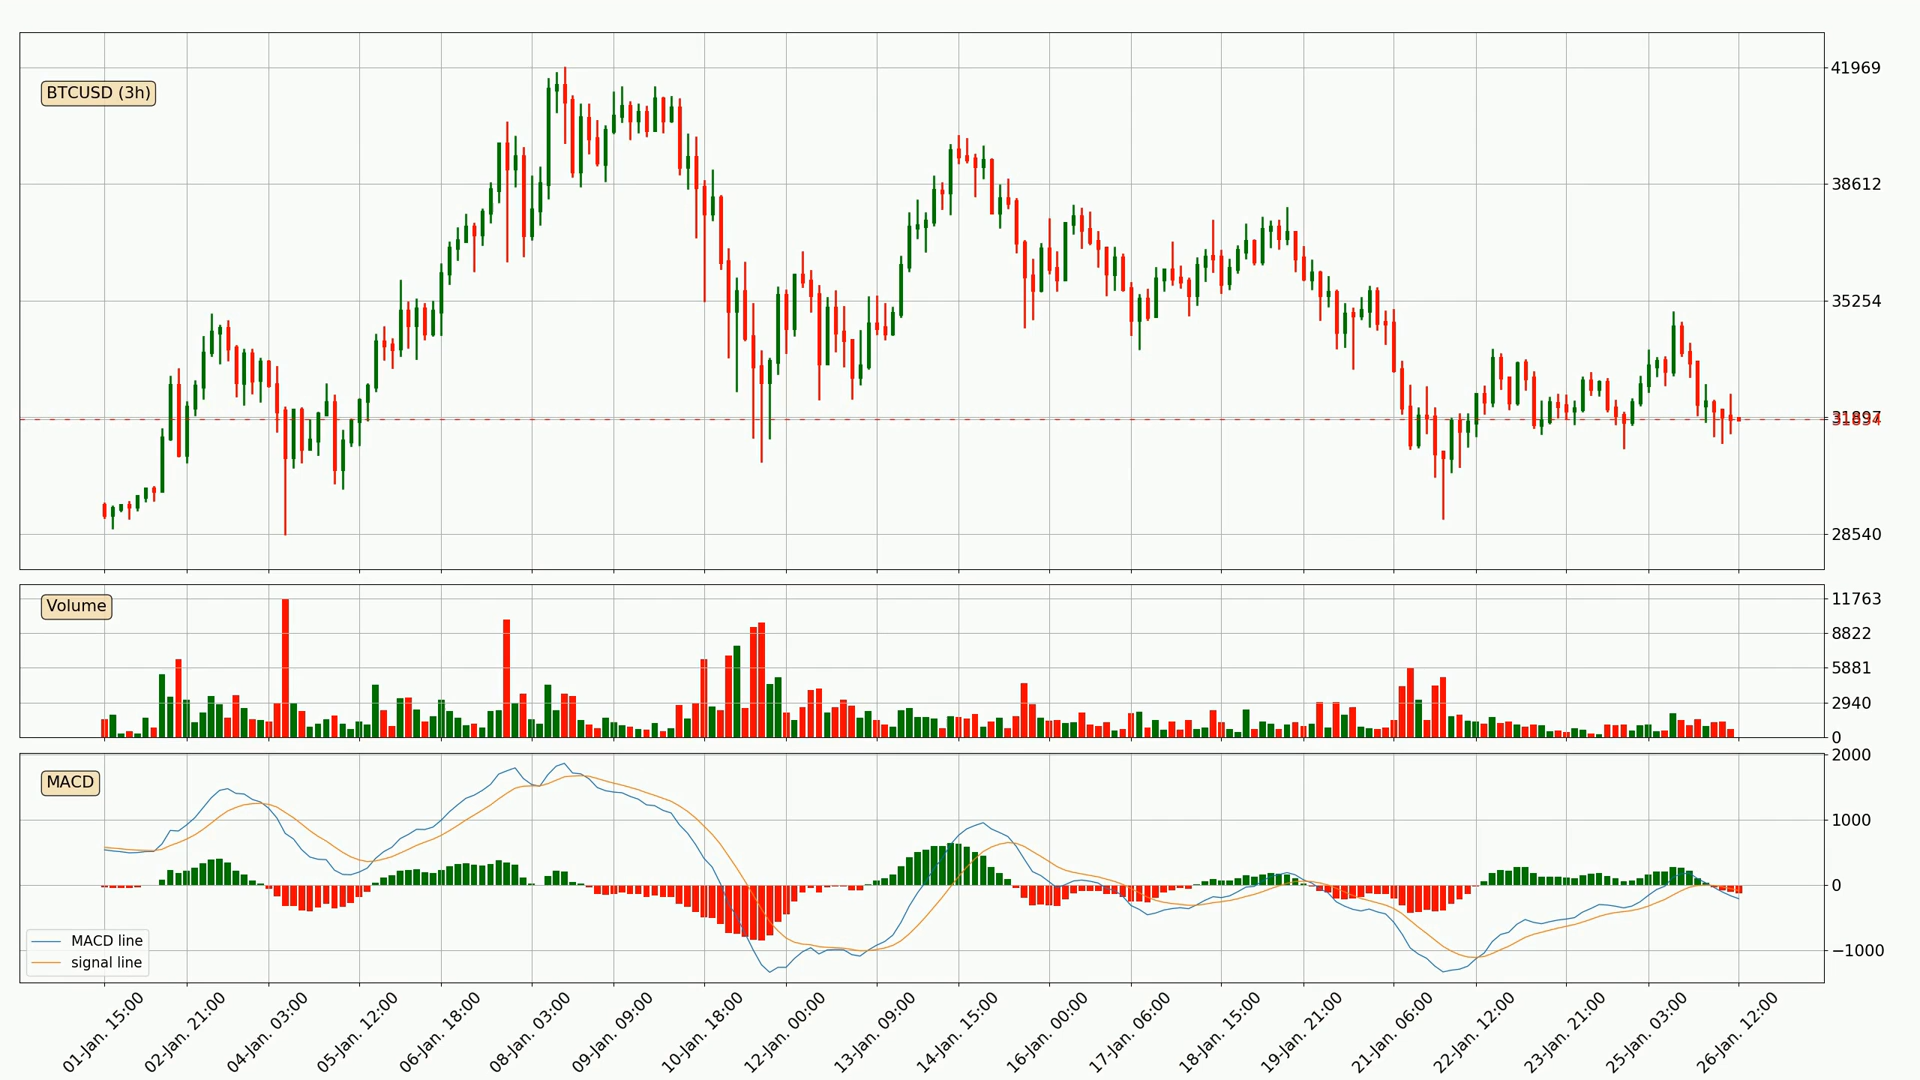 BTCUSD (3h)
41969
38612
35254
31897
28540
Volume
11763
8822
5881
2940
0
MACD
2000
1000
0
−1000
MACD line
signal line
01-Jan. 15:00
02-Jan. 21:00
04-Jan. 03:00
05-Jan. 12:00
06-Jan. 18:00
08-Jan. 03:00
09-Jan. 09:00
10-Jan. 18:00
12-Jan. 00:00
13-Jan. 09:00
14-Jan. 15:00
16-Jan. 00:00
17-Jan. 06:00
18-Jan. 15:00
19-Jan. 21:00
21-Jan. 06:00
22-Jan. 12:00
23-Jan. 21:00
25-Jan. 03:00
26-Jan. 12:00